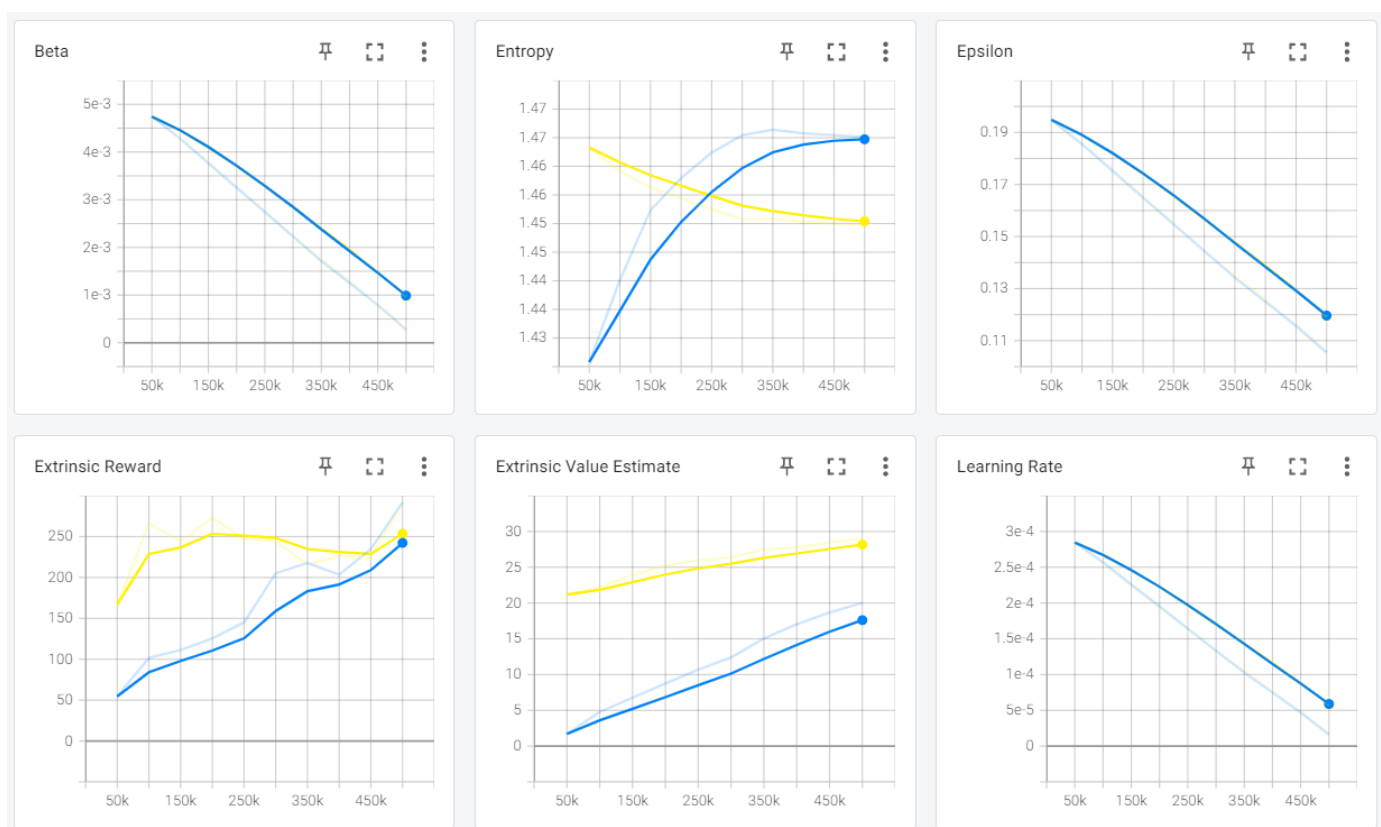 Beta
5e-3
4e-3
3e-3
2e-3
1e-3
0
50k 150k 250k 350k 450k
Entropy
1.47
1.47
1.46
1.46
1.45
1.45
1.44
1.44
1.43
50k 150k 250k 350k 450k
Epsilon
0.19
0.17
0.15
0.13
0.11
50k 150k 250k 350k 450k
Extrinsic Reward
250
200
150
100
50
0
50k 150k 250k 350k 450k
Extrinsic Value Estimate
30
25
20
15
10
5
0
50k 150k 250k 350k 450k
Learning Rate
3e-4
2.5e-4
2e-4
1.5e-4
1e-4
5e-5
0
50k 150k 250k 350k 450k